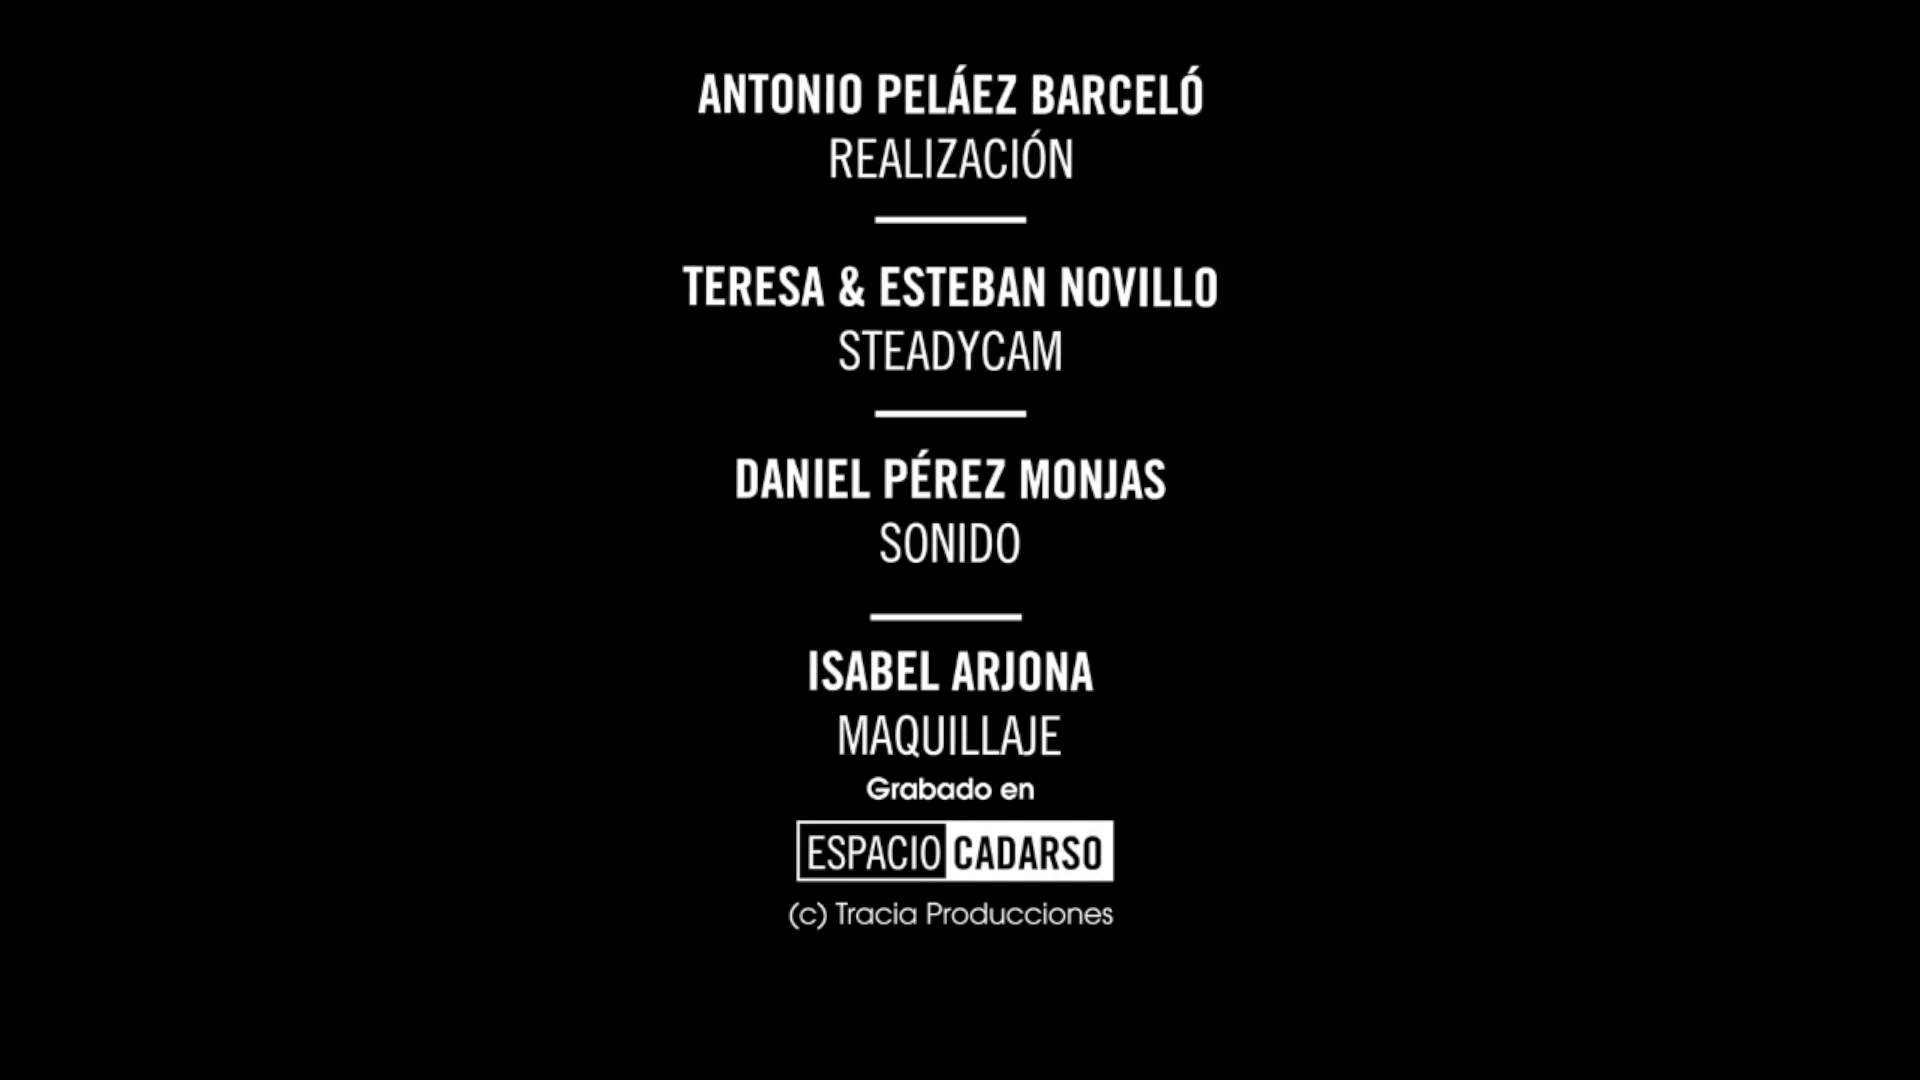 ANTONIO PELÁEZ BARCELÓ
REALIZACIÓN
TERESA & ESTEBAN NOVILLO
STEADYCAM
DANIEL PÉREZ MONJAS
SONIDO
ISABEL ARJONA
MAQUILLAJE
Grabado en
ESPACIO CADARSO
(c) Tracia Producciones